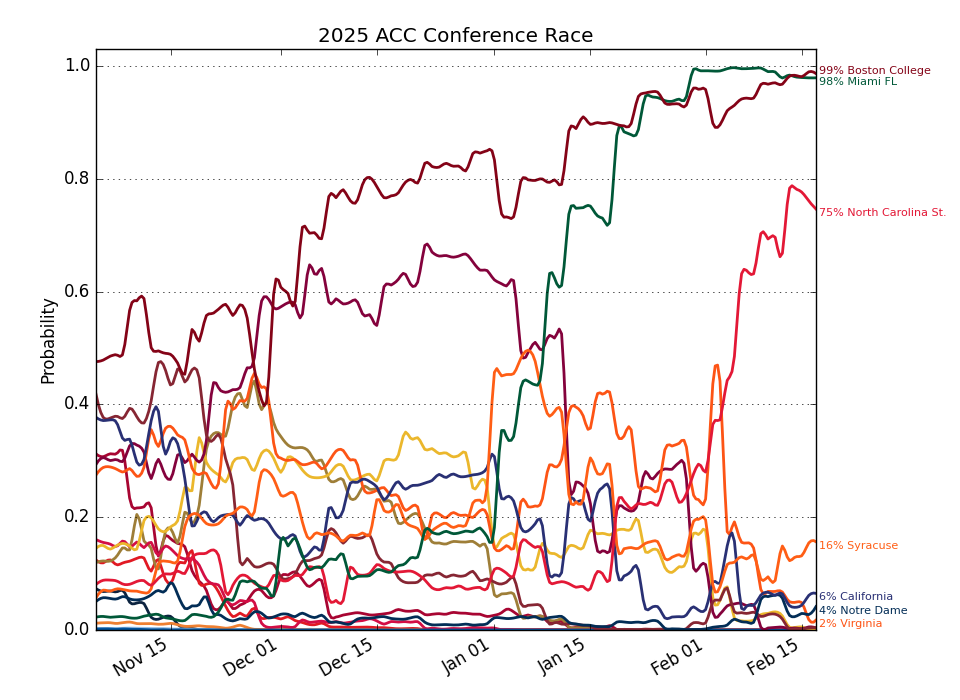 2025 ACC Conference Race
1.0
0.8
0.6
0.4
0.2
0.0
Probability
99% Boston College
98% Miami FL
75% North Carolina St.
16% Syracuse
6% California
4% Notre Dame
2% Virginia
Nov 15
Dec 01
Dec 15
Jan 01
Jan 15
Feb 01
Feb 15